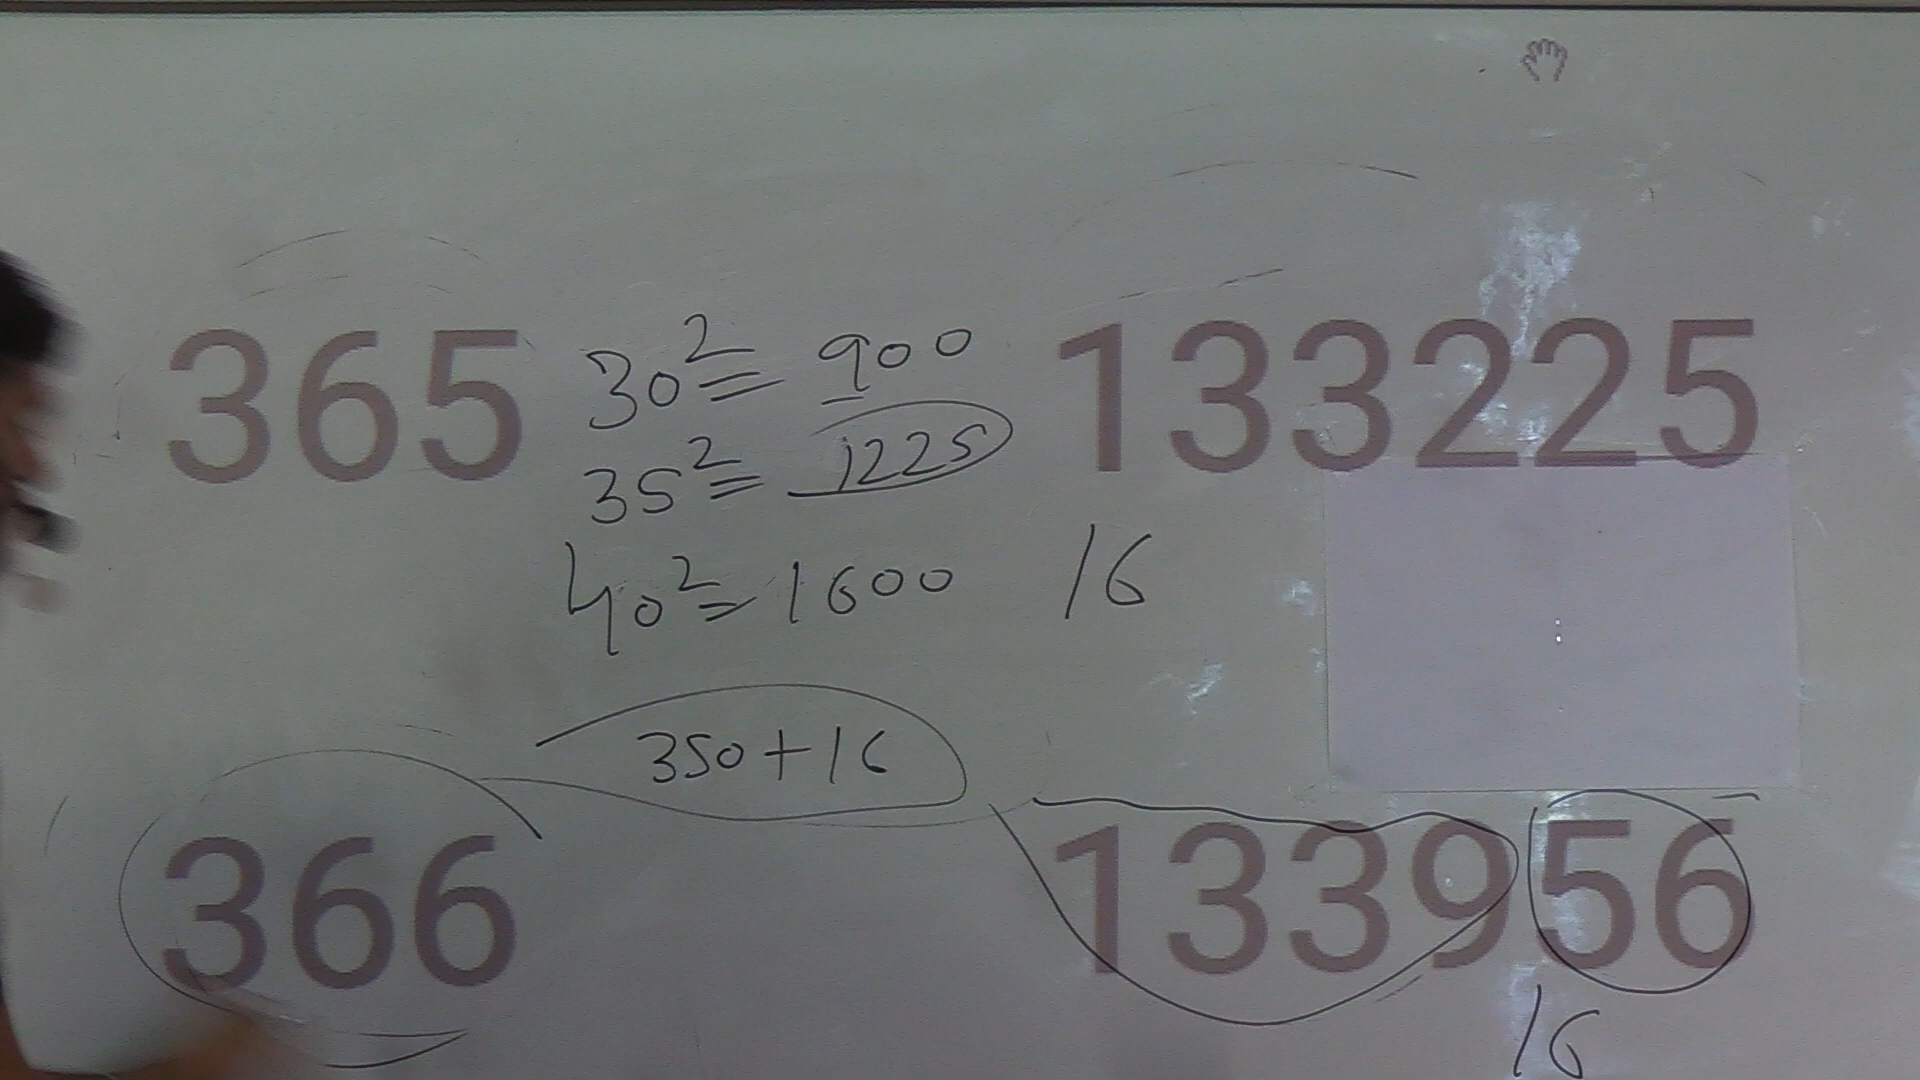 365 30² = 900 133225
35² = 1225
40² = 1600 16
350+16
366 133956
16